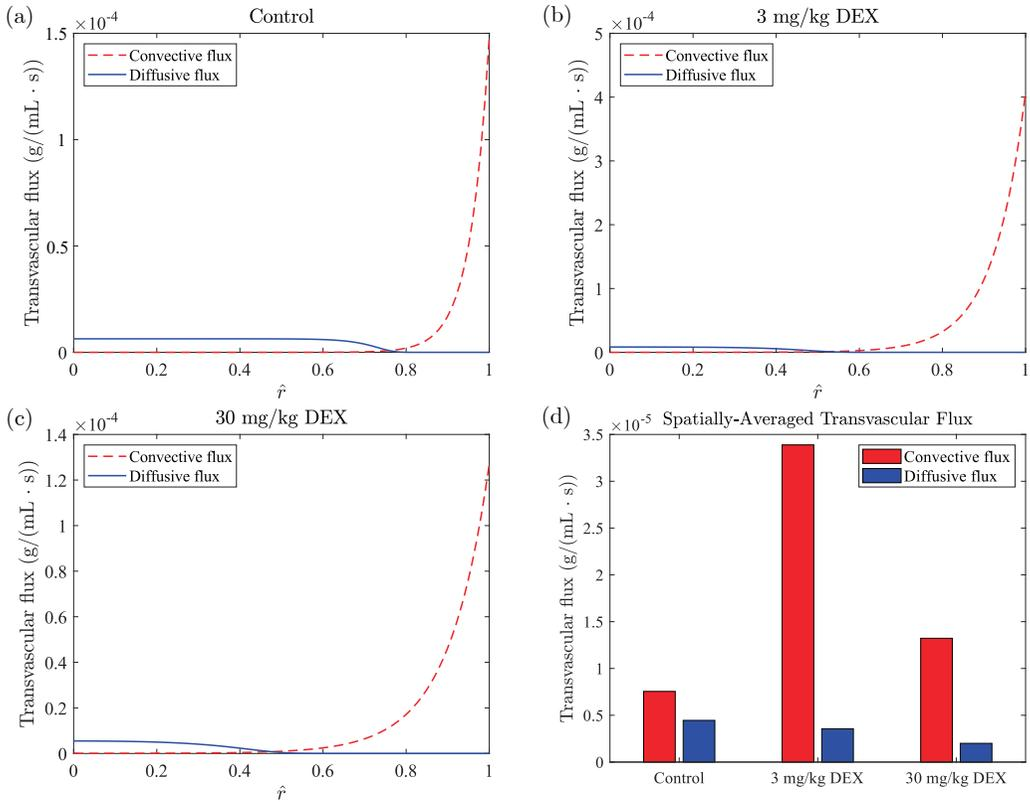 (a)
Control
×10⁻⁴
1.5
1
0.5
0
Transvascular flux (g/(mL · s))
Convective flux
Diffusive flux
0 0.2 0.4 0.6 0.8 1
r̂
(b)
3 mg/kg DEX
×10⁻⁴
5
4
3
2
1
0
Transvascular flux (g/(mL · s))
Convective flux
Diffusive flux
0 0.2 0.4 0.6 0.8 1
r̂
(c)
30 mg/kg DEX
×10⁻⁴
1.4
1.2
1
0.8
0.6
0.4
0.2
0
Transvascular flux (g/(mL · s))
Convective flux
Diffusive flux
0 0.2 0.4 0.6 0.8 1
r̂
(d)
Spatially-Averaged Transvascular Flux
×10⁻⁵
3.5
3
2.5
2
1.5
1
0.5
0
Transvascular flux (g/(mL · s))
Convective flux
Diffusive flux
Control 3 mg/kg DEX 30 mg/kg DEX